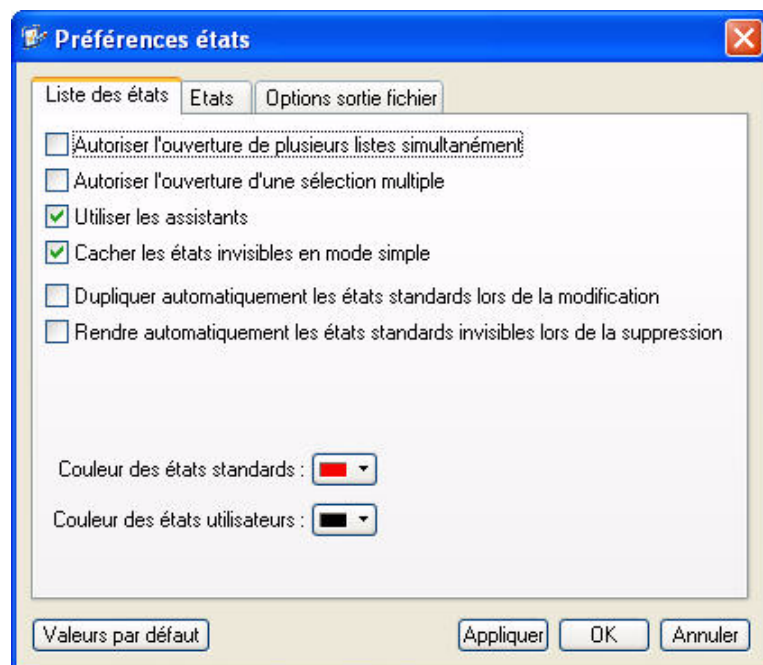 Préférences états
Liste des états Etats Options sortie fichier
Autoriser l'ouverture de plusieurs listes simultanément
Autoriser l'ouverture d'une sélection multiple
Utiliser les assistants
Cacher les états invisibles en mode simple
Dupliquer automatiquement les états standards lors de la modification
Rendre automatiquement les états standards invisibles lors de la suppression
Couleur des états standards :
Couleur des états utilisateurs :
Valeurs par défaut Appliquer OK Annuler